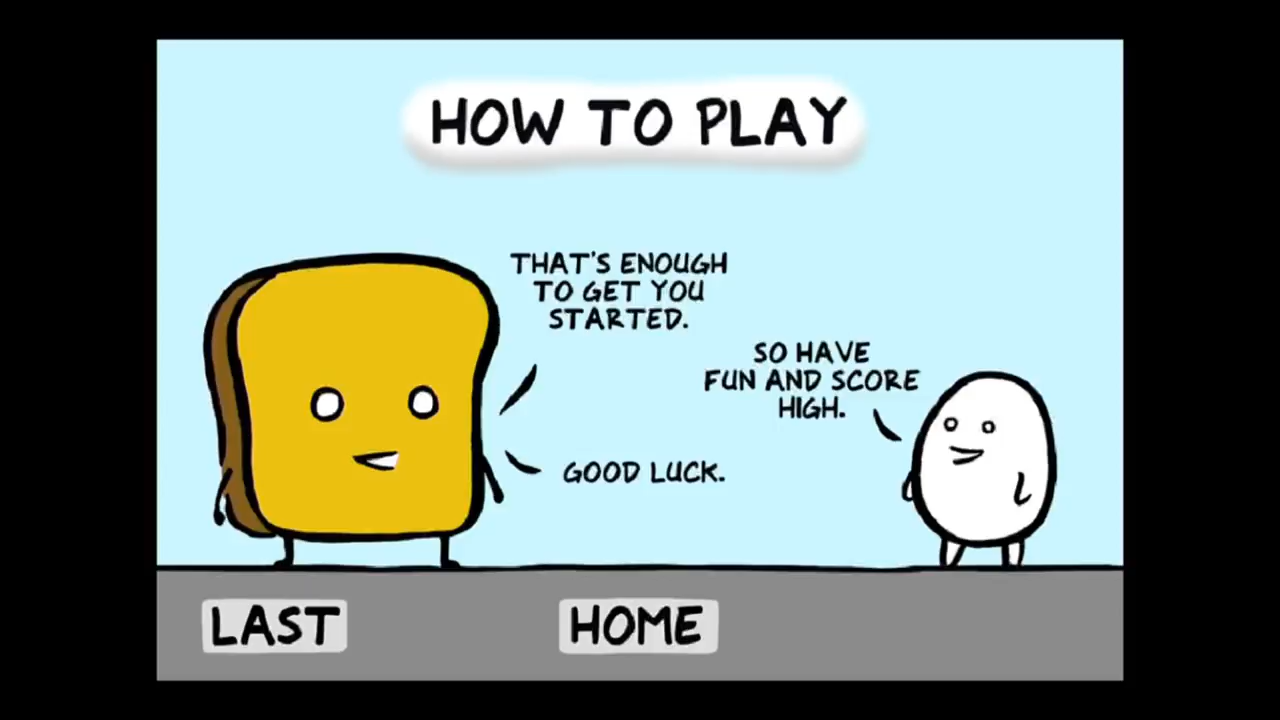 HOW TO PLAY
THAT'S ENOUGH
TO GET YOU
STARTED.
SO HAVE
FUN AND SCORE
HIGH.
GOOD LUCK.
LAST
HOME